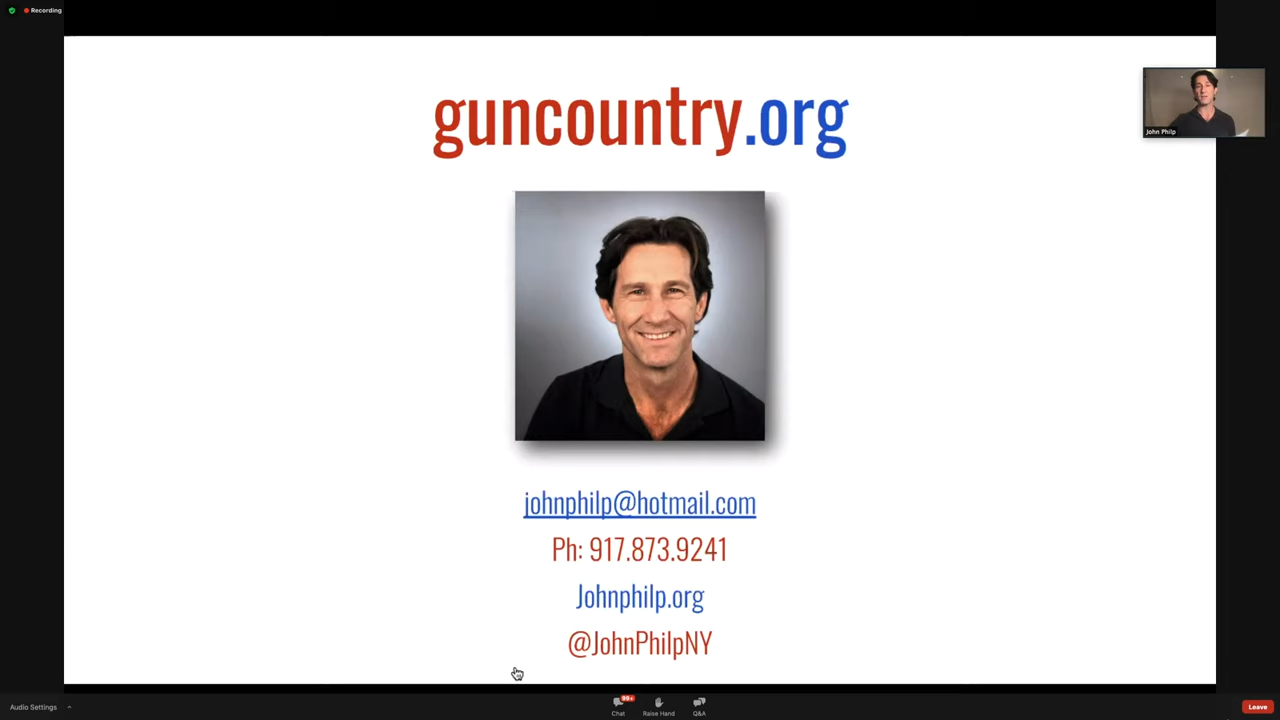 Recording
guncountry.org
John Philp
johnphilp@hotmail.com
Ph: 917.873.9241
Johnphilp.org
@JohnPhilpNY
Audio Settings
99+
Chat
Raise Hand
Q&A
Leave